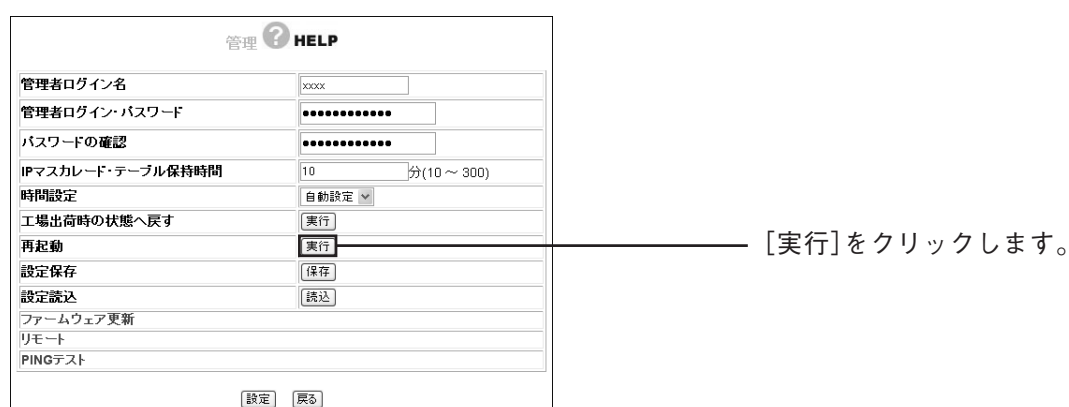 管理 ? HELP
管理者ログイン名 xxxx
管理者ログイン・パスワード ●●●●●●●●●●●●
パスワードの確認 ●●●●●●●●●●●●
IPマスカレード・テーブル保持時間 10 分(10 ～ 300)
時間設定 自動設定
工場出荷時の状態へ戻す 実行
再起動 実行 [実行]をクリックします。
設定保存 保存
設定読込 読込
ファームウェア更新
リモート
PINGテスト
設定 戻る